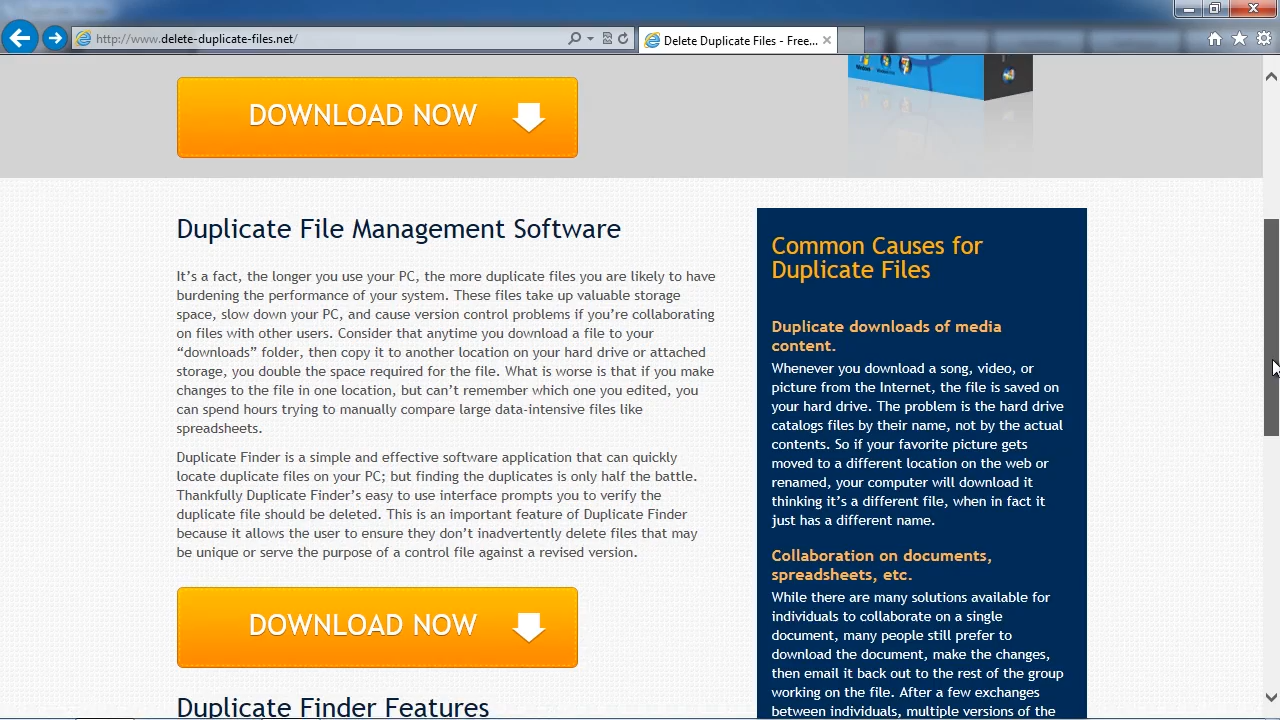 http://www.delete-duplicate-files.net/
Delete Duplicate Files - Free...
DOWNLOAD NOW
Duplicate File Management Software
It’s a fact, the longer you use your PC, the more duplicate files you are likely to have
burdening the performance of your system. These files take up valuable storage
space, slow down your PC, and cause version control problems if you’re collaborating
on files with other users. Consider that anytime you download a file to your
“downloads” folder, then copy it to another location on your hard drive or attached
storage, you double the space required for the file. What is worse is that if you make
changes to the file in one location, but can’t remember which one you edited, you
can spend hours trying to manually compare large data-intensive files like
spreadsheets.
Duplicate Finder is a simple and effective software application that can quickly
locate duplicate files on your PC; but finding the duplicates is only half the battle.
Thankfully Duplicate Finder’s easy to use interface prompts you to verify the
duplicate file should be deleted. This is an important feature of Duplicate Finder
because it allows the user to ensure they don’t inadvertently delete files that may
be unique or serve the purpose of a control file against a revised version.
DOWNLOAD NOW
Duplicate Finder Features
Common Causes for
Duplicate Files
Duplicate downloads of media
content.
Whenever you download a song, video, or
picture from the Internet, the file is saved on
your hard drive. The problem is the hard drive
catalogs files by their name, not by the actual
contents. So if your favorite picture gets
moved to a different location on the web or
renamed, your computer will download it
thinking it’s a different file, when in fact it
just has a different name.
Collaboration on documents,
spreadsheets, etc.
While there are many solutions available for
individuals to collaborate on a single
document, many people still prefer to
download the document, make the changes,
then email it back out to the rest of the group
working on the file. After a few exchanges
between individuals, multiple versions of the